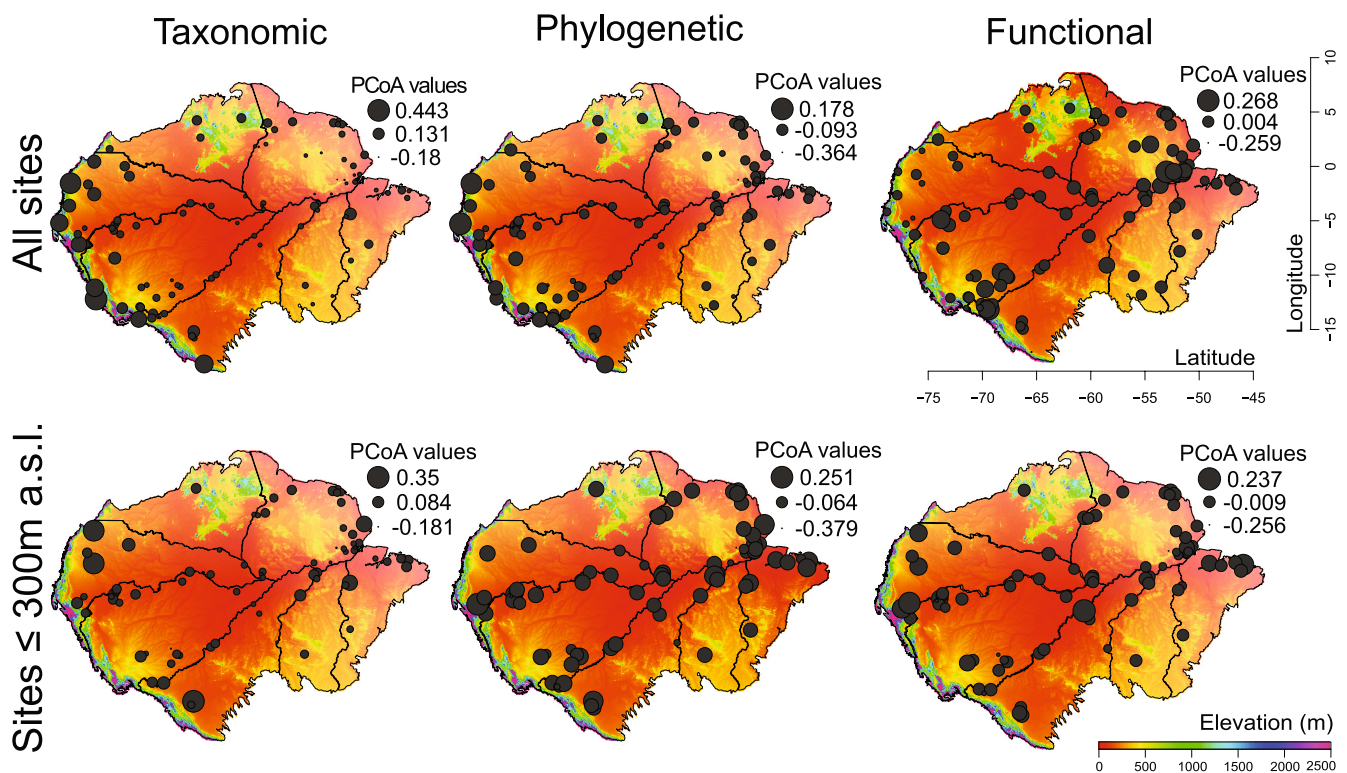 Taxonomic
Phylogenetic
Functional
All sites
PCoA values
0.443
0.131
-0.18
PCoA values
0.178
-0.093
-0.364
PCoA values
0.268
0.004
-0.259
10
5
0
−5
−10
−15
Longitude
Latitude
−75 −70 −65 −60 −55 −50 −45
Sites ≤ 300m a.s.l.
PCoA values
0.35
0.084
-0.181
PCoA values
0.251
-0.064
-0.379
PCoA values
0.237
-0.009
-0.256
Elevation (m)
0 500 1000 1500 2000 2500